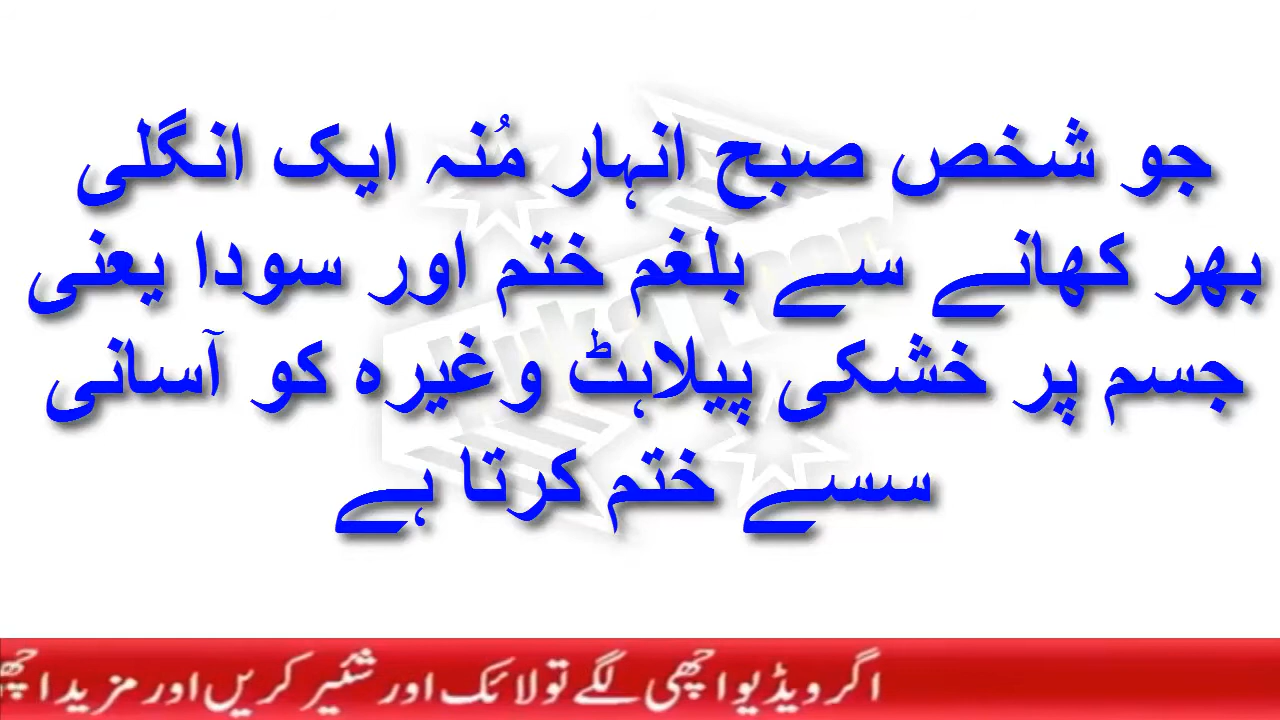 جو شخص صبح انہار مُنہ ایک انگلی
بھر کھانے سے بلغم ختم اور سودا یعنی
جسم پر خشکی پیلاہٹ وغیرہ کو آسانی
سسے ختم کرتا ہے
اگر ویڈیو اچھی لگے تو لائک اور شئیر کریں اور مزید